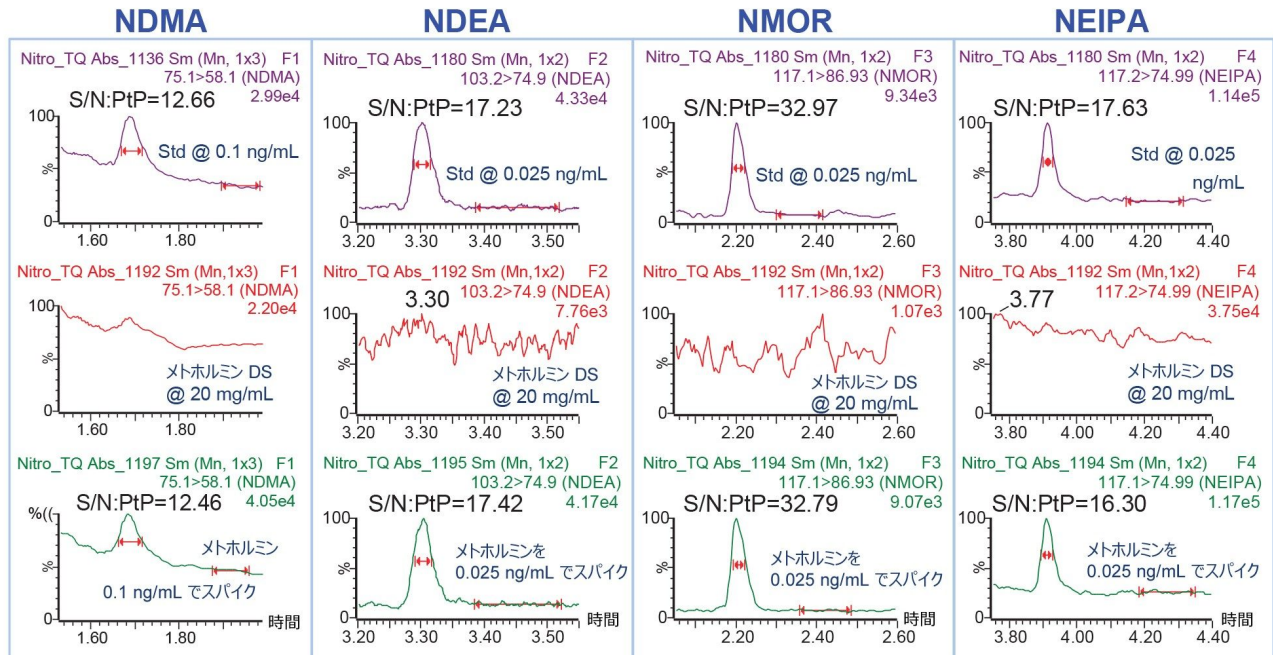 NDMA
Nitro_TQ Abs_1136 Sm (Mn, 1x3) F1
75.1>58.1 (NDMA)
2.99e4
S/N:PtP=12.66
100
%
0
Std @ 0.1 ng/mL
1.60 1.80
Nitro_TQ Abs_1192 Sm (Mn, 1x3) F1
75.1>58.1 (NDMA)
2.20e4
100
%
0
メトホルミン DS
@ 20 mg/mL
1.60 1.80
Nitro_TQ Abs_1197 Sm (Mn, 1x3) F1
75.1>58.1 (NDMA)
4.05e4
S/N:PtP=12.46
%((
0
メトホルミン
0.1 ng/mL でスパイク
時間
1.60 1.80
NDEA
Nitro_TQ Abs_1180 Sm (Mn, 1x2) F2
103.2>74.9 (NDEA)
4.33e4
S/N:PtP=17.23
100
%
0
Std @ 0.025 ng/mL
3.20 3.30 3.40 3.50
Nitro_TQ Abs_1192 Sm (Mn, 1x2) F2
103.2>74.9 (NDEA)
7.76e3
3.30
100
%
0
メトホルミン DS
@ 20 mg/mL
3.20 3.30 3.40 3.50
Nitro_TQ Abs_1195 Sm (Mn, 1x2) F2
103.2>74.9 (NDEA)
4.17e4
S/N:PtP=17.42
100
%
0
メトホルミンを
0.025 ng/mL でスパイク
時間
3.20 3.30 3.40 3.50
NMOR
Nitro_TQ Abs_1180 Sm (Mn, 1x2) F3
117.1>86.93 (NMOR)
9.34e3
S/N:PtP=32.97
100
%
0
Std @ 0.025 ng/mL
2.20 2.40 2.60
Nitro_TQ Abs_1192 Sm (Mn, 1x2) F3
117.1>86.93 (NMOR)
1.07e3
100
%
0
メトホルミン DS
@ 20 mg/mL
2.20 2.40 2.60
Nitro_TQ Abs_1194 Sm (Mn, 1x2) F3
117.1>86.93 (NMOR)
9.07e3
S/N:PtP=32.79
100
%
0
メトホルミンを
0.025 ng/mL でスパイク
時間
2.20 2.40 2.60
NEIPA
Nitro_TQ Abs_1180 Sm (Mn, 1x2) F4
117.2>74.99 (NEIPA)
1.14e5
S/N:PtP=17.63
100
%
0
Std @ 0.025
ng/mL
3.80 4.00 4.20 4.40
Nitro_TQ Abs_1192 Sm (Mn, 1x2) F4
117.2>74.99 (NEIPA)
3.75e4
3.77
100
%
0
メトホルミン DS
@ 20 mg/mL
3.80 4.00 4.20 4.40
Nitro_TQ Abs_1194 Sm (Mn, 1x2) F4
117.1>74.99 (NEIPA)
1.17e5
S/N:PtP=16.30
100
%
0
メトホルミンを
0.025 ng/mL でスパイク
時間
3.80 4.00 4.20 4.40